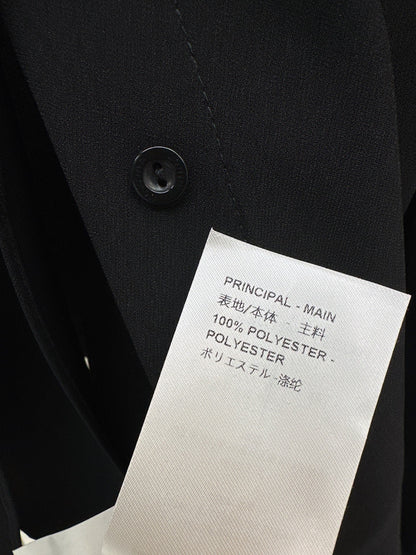 PRINCIPAL - MAIN
表地/本体 - 主料
100% POLYESTER -
POLYESTER
ポリエステル -涤纶